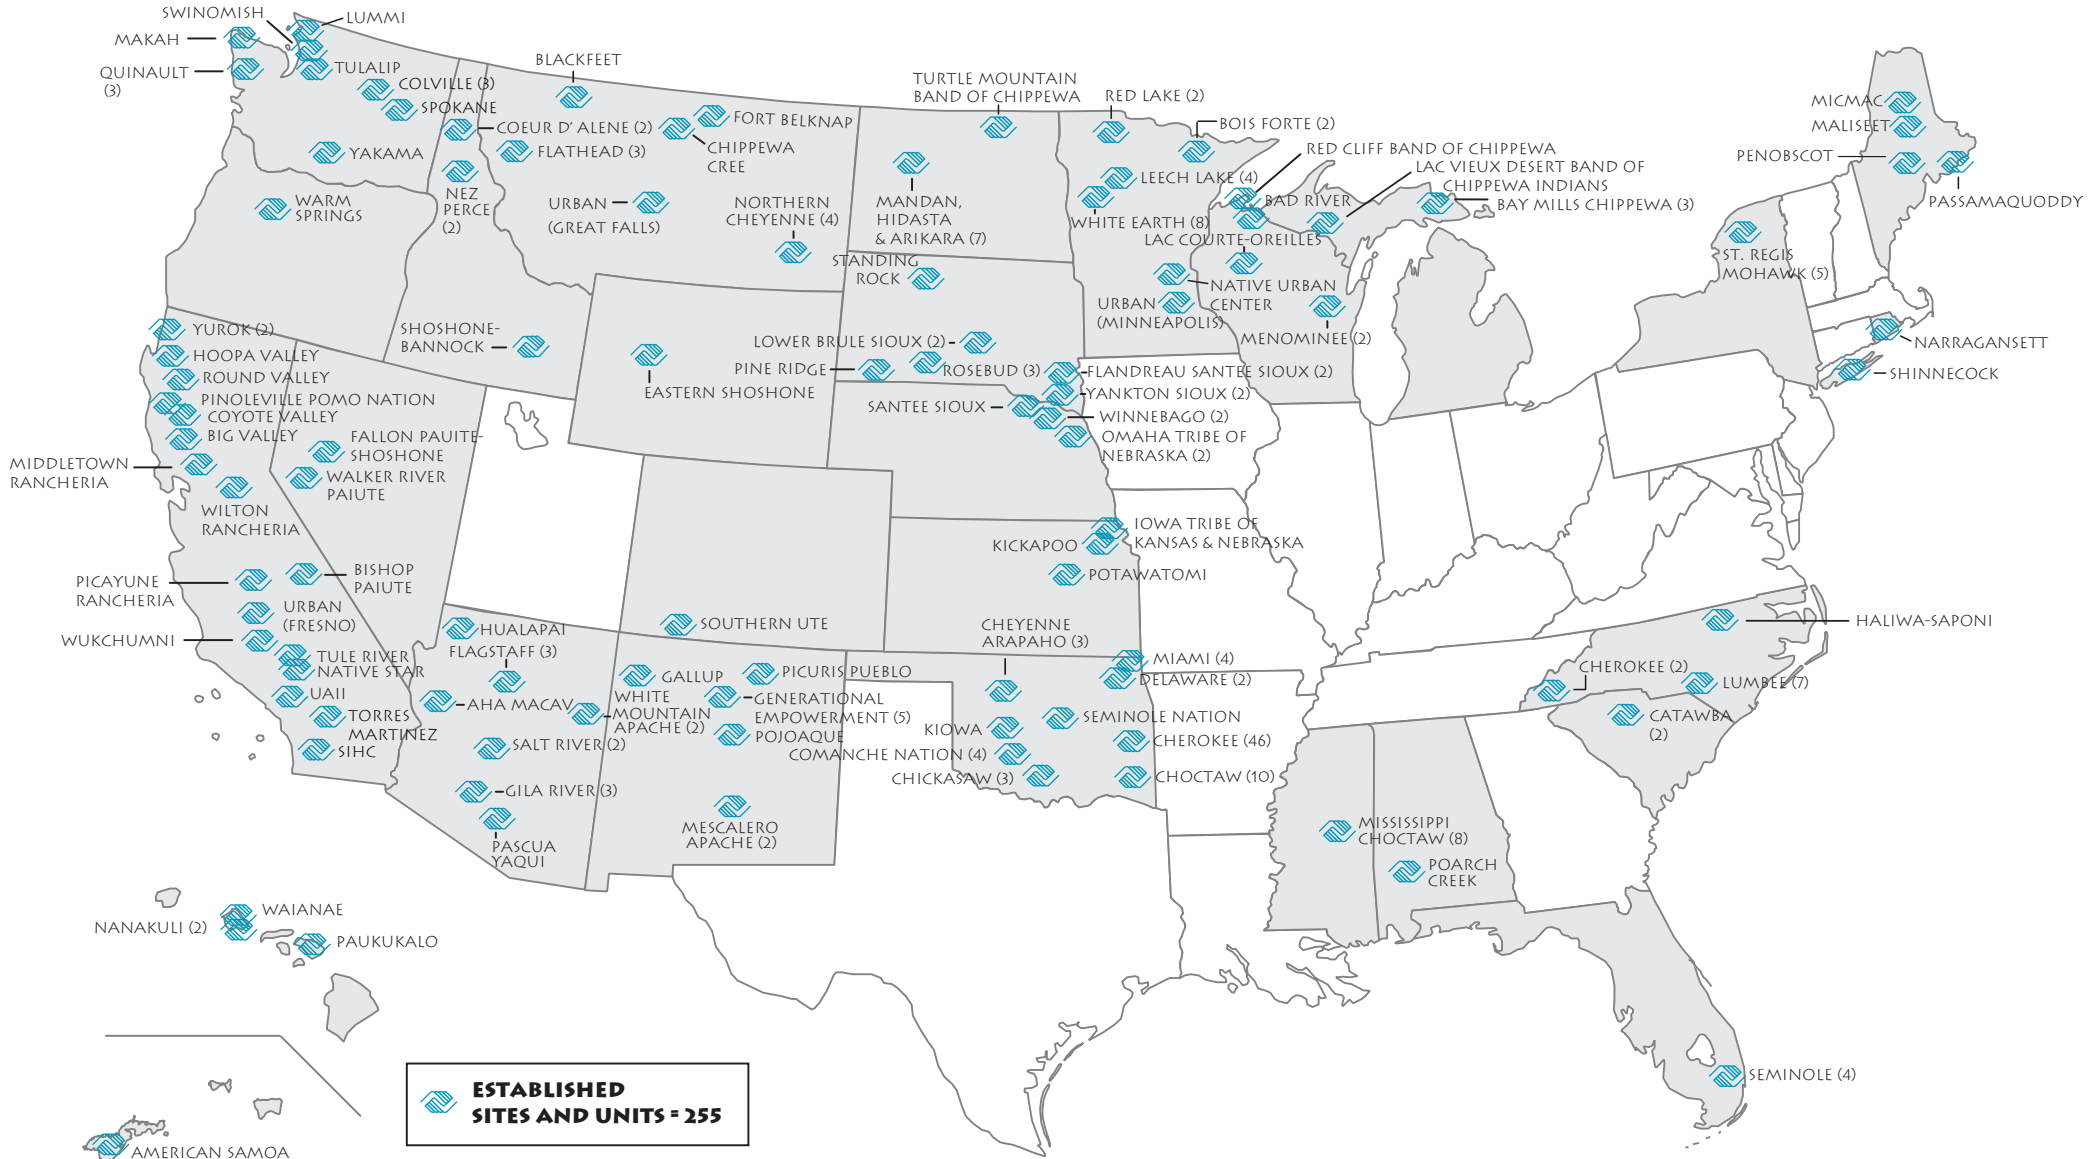 SWINOMISH
LUMMI
MAKAH
QUINAULT
(3)
TULALIP
COLVILLE (3)
SPOKANE
YAKAMA
WARM
SPRINGS
COEUR D' ALENE (2)
FLATHEAD (3)
NEZ
PERCE
(2)
BLACKFEET
FORT BELKNAP
CHIPPEWA
CREE
URBAN
(GREAT FALLS)
NORTHERN
CHEYENNE (4)
TURTLE MOUNTAIN
BAND OF CHIPPEWA
MANDAN,
HIDASTA
& ARIKARA (7)
STANDING
ROCK
RED LAKE (2)
BOIS FORTE (2)
LEECH LAKE (4)
WHITE EARTH (8)
RED CLIFF BAND OF CHIPPEWA
LAC VIEUX DESERT BAND OF
CHIPPEWA INDIANS
BAY MILLS CHIPPEWA (3)
BAD RIVER
LAC COURTE-OREILLES
NATIVE URBAN
CENTER
URBAN
(MINNEAPOLIS)
MENOMINEE (2)
MICMAC
MALISEET
PENOBSCOT
PASSAMAQUODDY
ST. REGIS
MOHAWK (5)
NARRAGANSETT
SHINNECOCK
YUROK (2)
HOOPA VALLEY
ROUND VALLEY
PINOLEVILLE POMO NATION
COYOTE VALLEY
BIG VALLEY
MIDDLETOWN
RANCHERIA
WILTON
RANCHERIA
FALLON PAUITE-
SHOSHONE
WALKER RIVER
PAIUTE
SHOSHONE-
BANNOCK
EASTERN SHOSHONE
LOWER BRULE SIOUX (2)
PINE RIDGE
ROSEBUD (3)
FLANDREAU SANTEE SIOUX (2)
YANKTON SIOUX (2)
SANTEE SIOUX
WINNEBAGO (2)
OMAHA TRIBE OF
NEBRASKA (2)
IOWA TRIBE OF
KANSAS & NEBRASKA
KICKAPOO
POTAWATOMI
PICAYUNE
RANCHERIA
BISHOP
PAIUTE
URBAN
(FRESNO)
WUKCHUMNI
TULE RIVER
NATIVE STAR
UAII
TORRES
MARTINEZ
SIHC
HUALAPAI
FLAGSTAFF (3)
AHA MACAV
WHITE
MOUNTAIN
APACHE (2)
SALT RIVER (2)
GILA RIVER (3)
PASCUA
YAQUI
SOUTHERN UTE
GALLUP
PICURIS PUEBLO
GENERATIONAL
EMPOWERMENT (5)
POJOAQUE
MESCALERO
APACHE (2)
CHEYENNE
ARAPAHO (3)
MIAMI (4)
DELAWARE (2)
KIOWA
SEMINOLE NATION
COMANCHE NATION (4)
CHEROKEE (46)
CHICKASAW (3)
CHOCTAW (10)
HALIWA-SAPONI
CHEROKEE (2)
LUMBEE (7)
CATAWBA
(2)
MISSISSIPPI
CHOCTAW (8)
POARCH
CREEK
SEMINOLE (4)
WAIANAE
NANAKULI (2)
PAUKUKALO
AMERICAN SAMOA
ESTABLISHED
SITES AND UNITS = 255